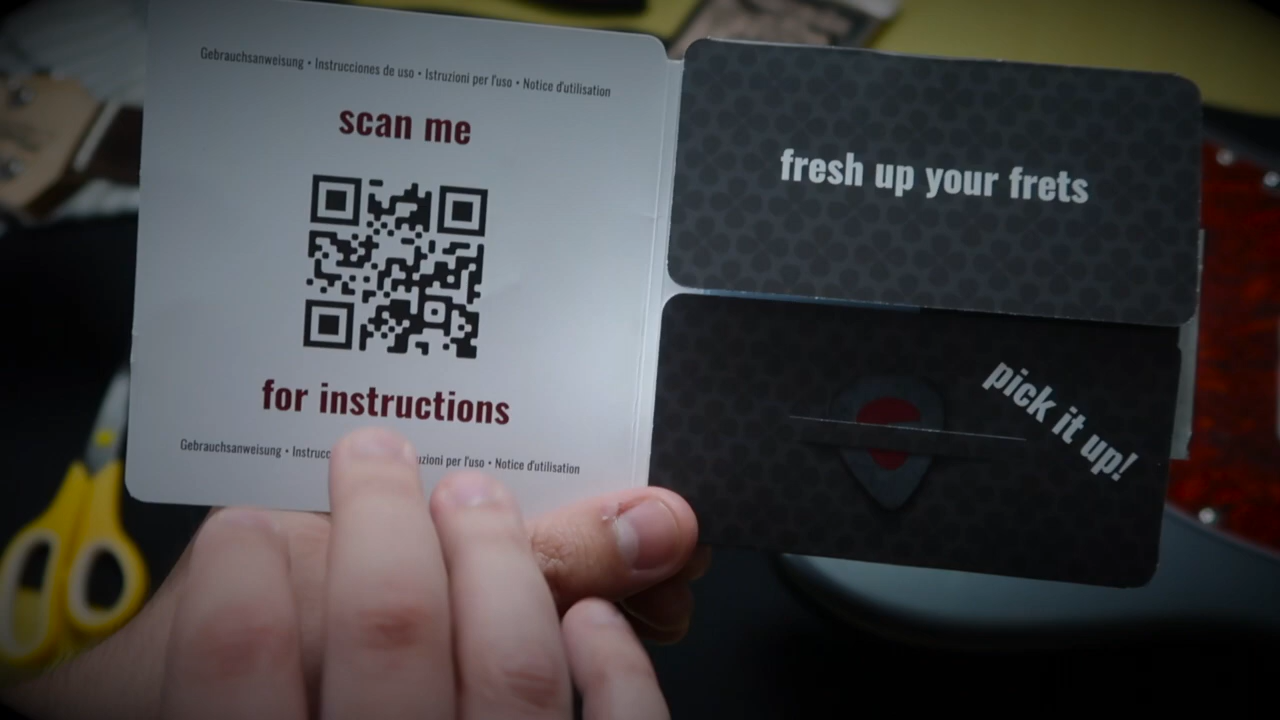 Gebrauchsanweisung • Instrucciones de uso • Istruzioni per l'uso • Notice d'utilisation
scan me
for instructions
Gebrauchsanweisung • Instrucc
uzioni per l'uso • Notice d'utilisation
fresh up your frets
pick it up!